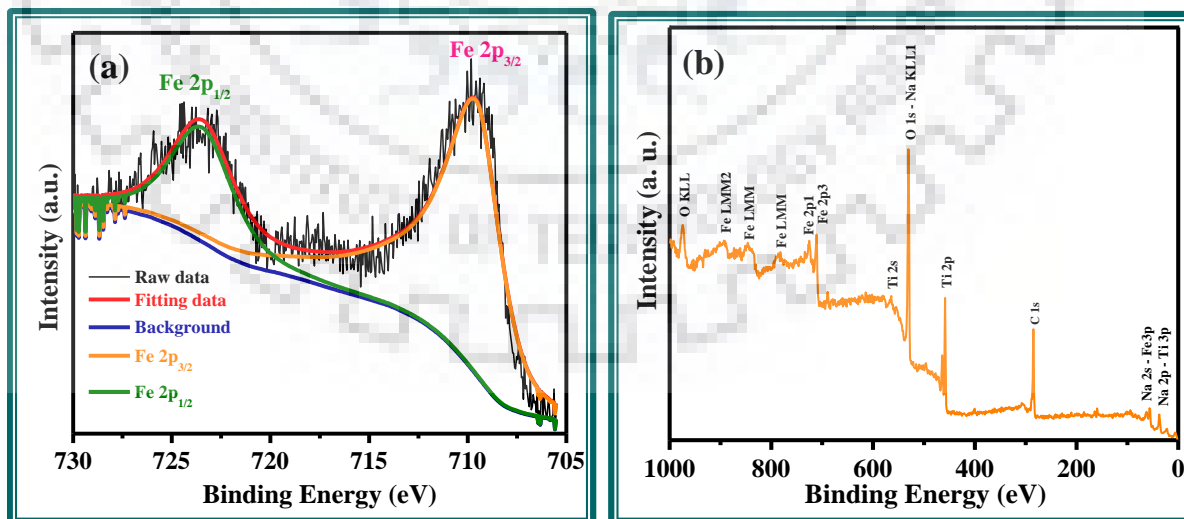 (a)
Fe 2p1/2
Fe 2p3/2
Intensity (a.u.)
Raw data
Fitting data
Background
Fe 2p3/2
Fe 2p1/2
730 725 720 715 710 705
Binding Energy (eV)
(b)
Intensity (a. u.)
O KLL
Fe LMM2
Fe LMM
Fe LMM
Fe 2p1
Fe 2p3
Ti 2s
O 1s - Na KLL1
Ti 2p
C 1s
Na 2s - Fe3p
Na 2p - Ti 3p
1000 800 600 400 200 0
Binding Energy (eV)